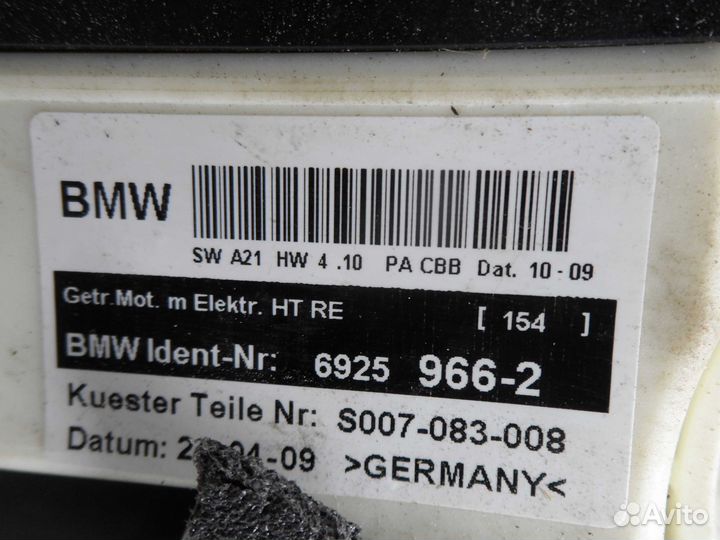 BMW
SW A21 HW 4 .10 PA CBB Dat. 10-09
Getr.Mot. m Elektr. HT RE [ 154 ]
BMW Ident-Nr: 6925 966-2
Kuester Teile Nr: S007-083-008
Datum: 04-09 >GERMANY<
Avito